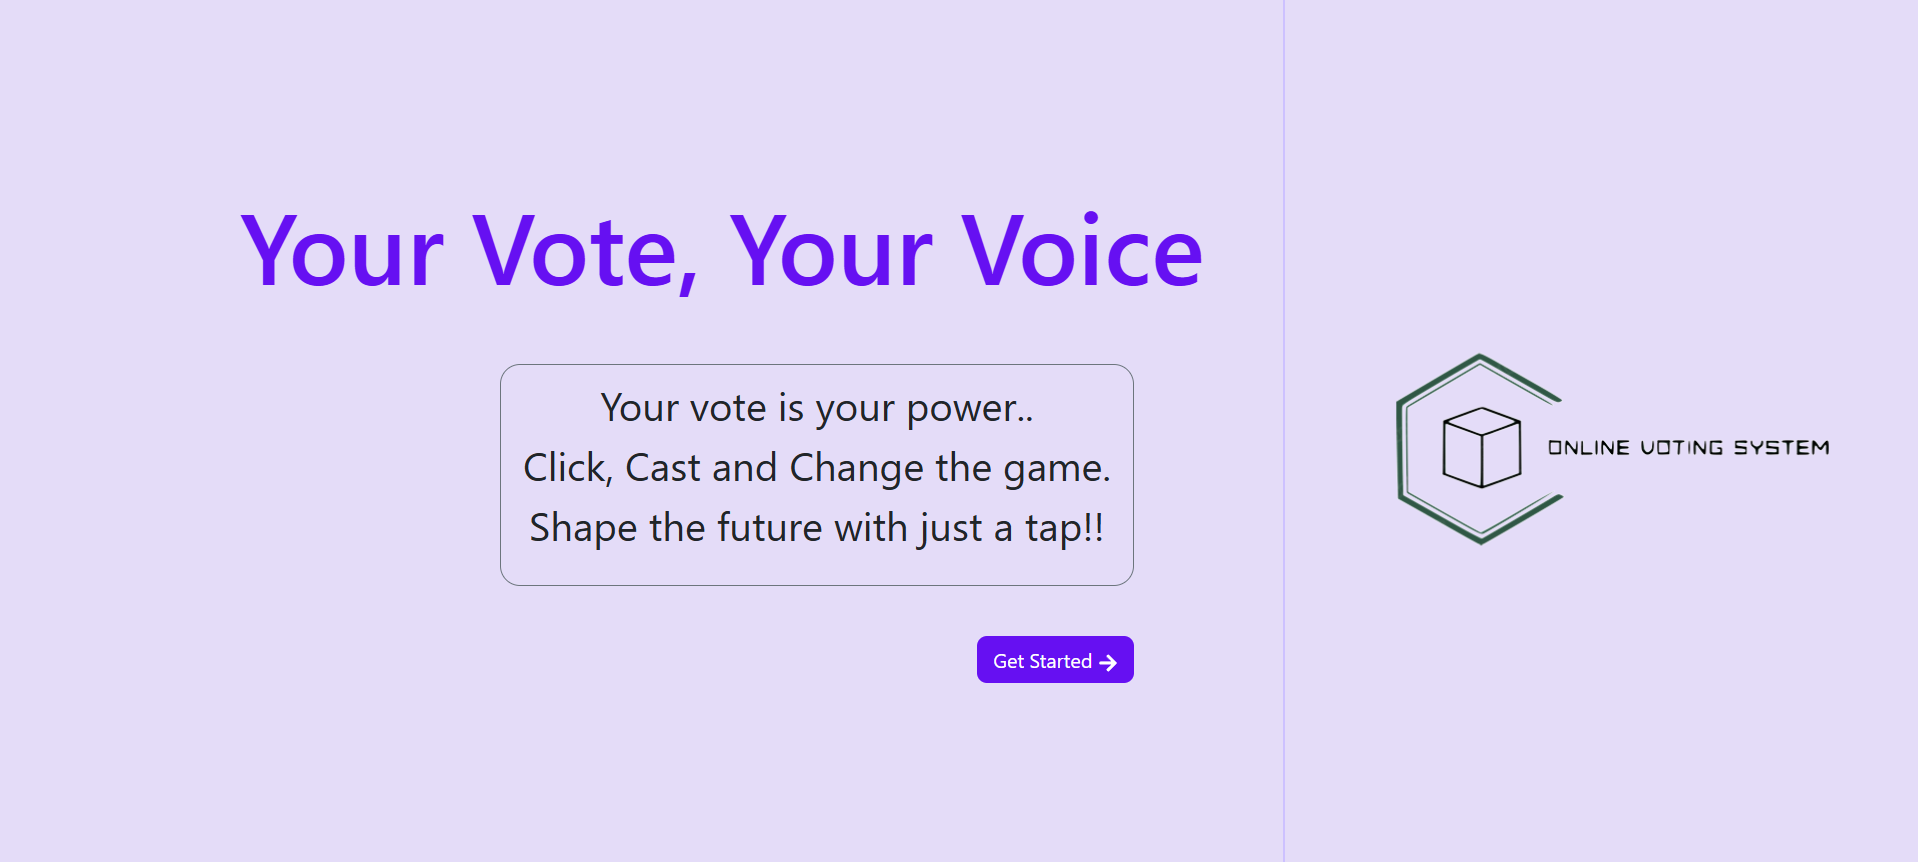 Your Vote, Your Voice
Your vote is your power..
Click, Cast and Change the game.
Shape the future with just a tap!!
Get Started
ONLINE VOTING SYSTEM